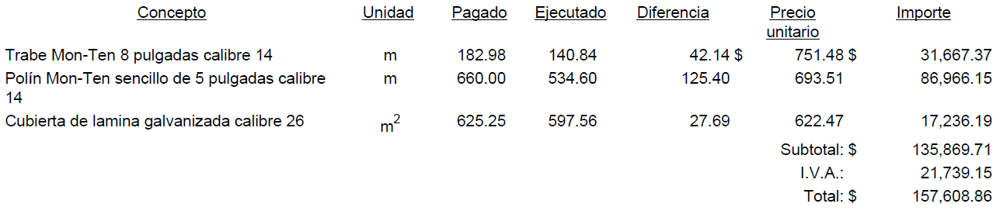 Concepto Unidad Pagado Ejecutado Diferencia Precio unitario Importe
Trabe Mon-Ten 8 pulgadas calibre 14 m 182.98 140.84 42.14 $ 751.48 $ 31,667.37
Polín Mon-Ten sencillo de 5 pulgadas calibre 14 m 660.00 534.60 125.40 693.51 86,966.15
Cubierta de lamina galvanizada calibre 26 m² 625.25 597.56 27.69 622.47 17,236.19
Subtotal: $ 135,869.71
I.V.A.: 21,739.15
Total: $ 157,608.86